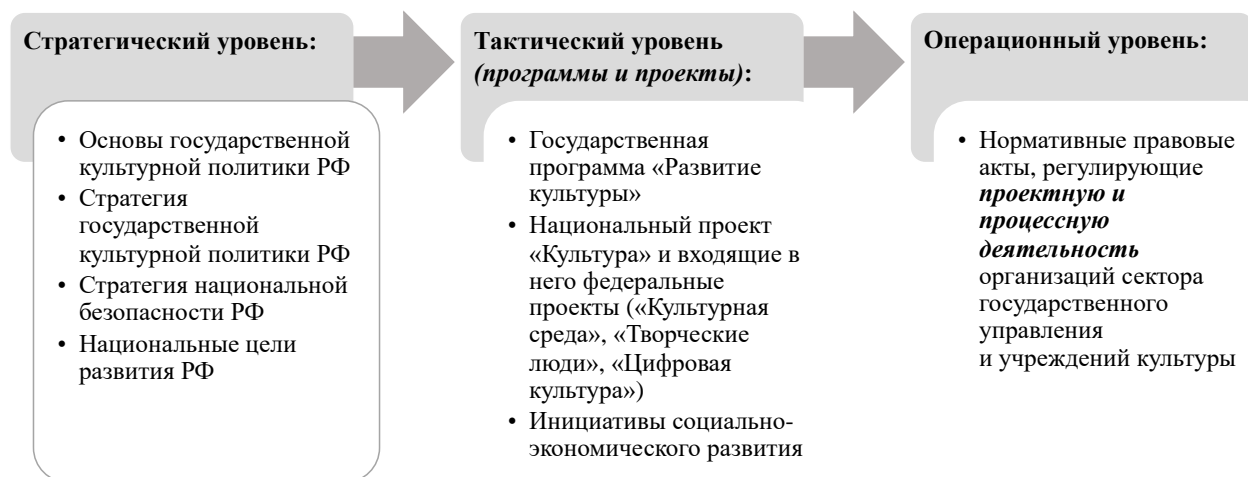 Стратегический уровень:
• Основы государственной
культурной политики РФ
• Стратегия
государственной
культурной политики РФ
• Стратегия национальной
безопасности РФ
• Национальные цели
развития РФ
Тактический уровень
(программы и проекты):
• Государственная
программа «Развитие
культуры»
• Национальный проект
«Культура» и входящие в
него федеральные
проекты («Культурная
среда», «Творческие
люди», «Цифровая
культура»)
• Инициативы социально-
экономического развития
Операционный уровень:
• Нормативные правовые
акты, регулирующие
проектную и
процессную
деятельность
организаций сектора
государственного
управления
и учреждений культуры